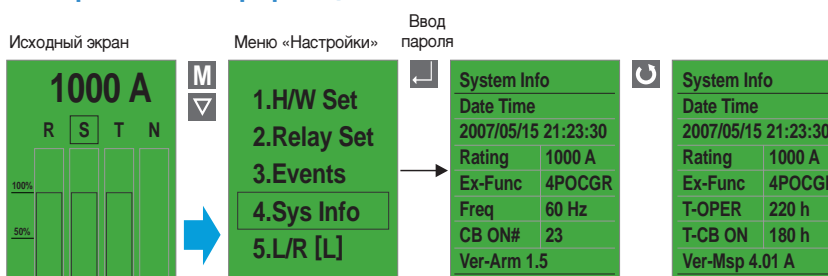 Ввод
пароля
Исходный экран
Меню «Настройки»
1000 A
R S T N
100%
50%
M
1.H/W Set
2.Relay Set
3.Events
4.Sys Info
5.L/R [L]
System Info
Date Time
2007/05/15 21:23:30
Rating 1000 A
Ex-Func 4POCGR
Freq 60 Hz
CB ON# 23
Ver-Arm 1.5
System Info
Date Time
2007/05/15 21:23:30
Rating 1000 A
Ex-Func 4POCG
T-OPER 220 h
T-CB ON 180 h
Ver-Msp 4.01 A